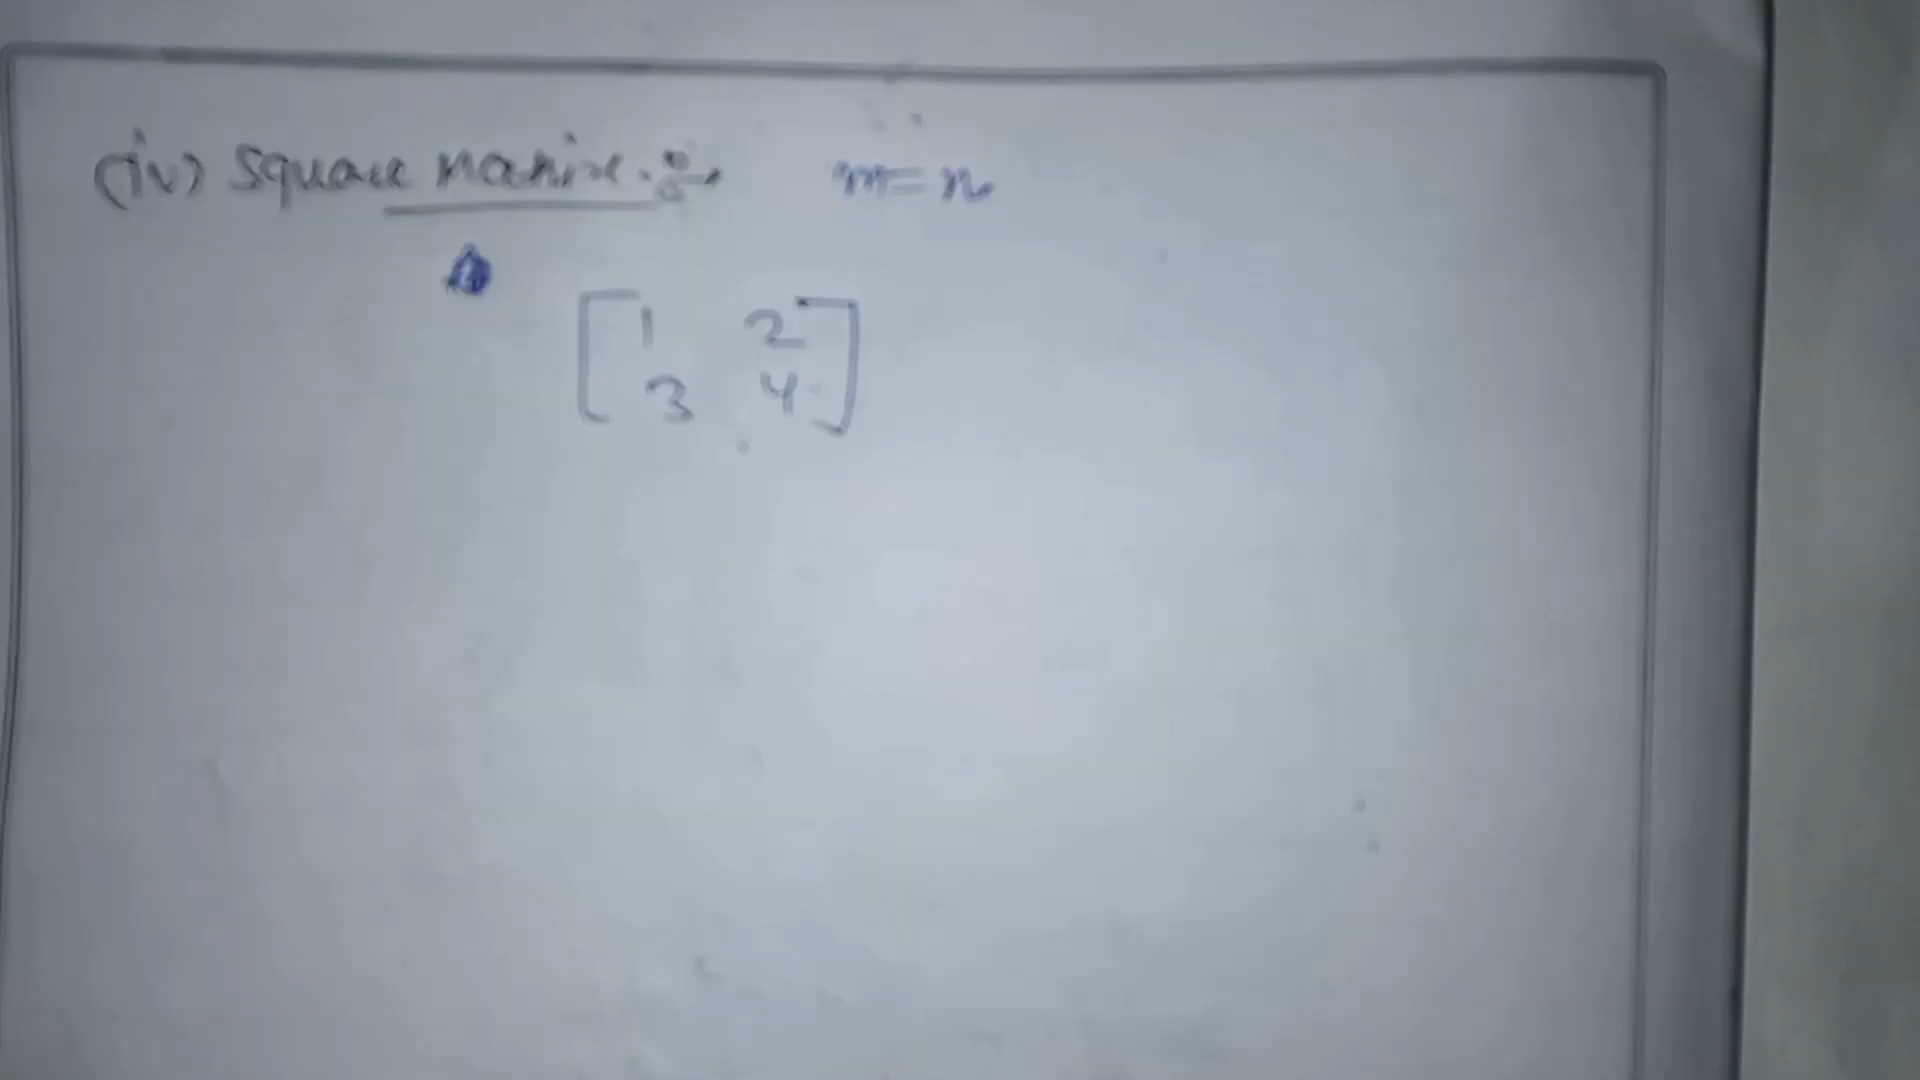 (iv) Square matrix :→ m = n
[1 2
3 4]